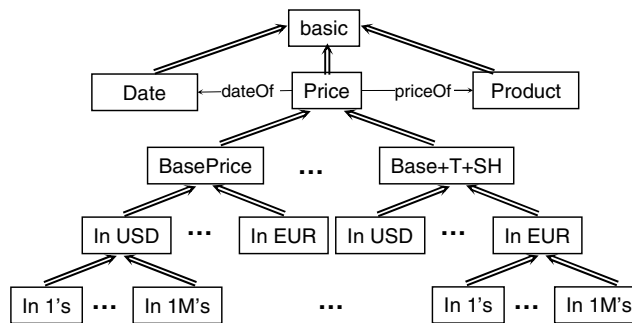 basic
Date
dateOf
Price
priceOf
Product
BasePrice
...
Base+T+SH
In USD
...
In EUR
In USD
...
In EUR
In 1's
...
In 1M's
...
In 1's
...
In 1M's